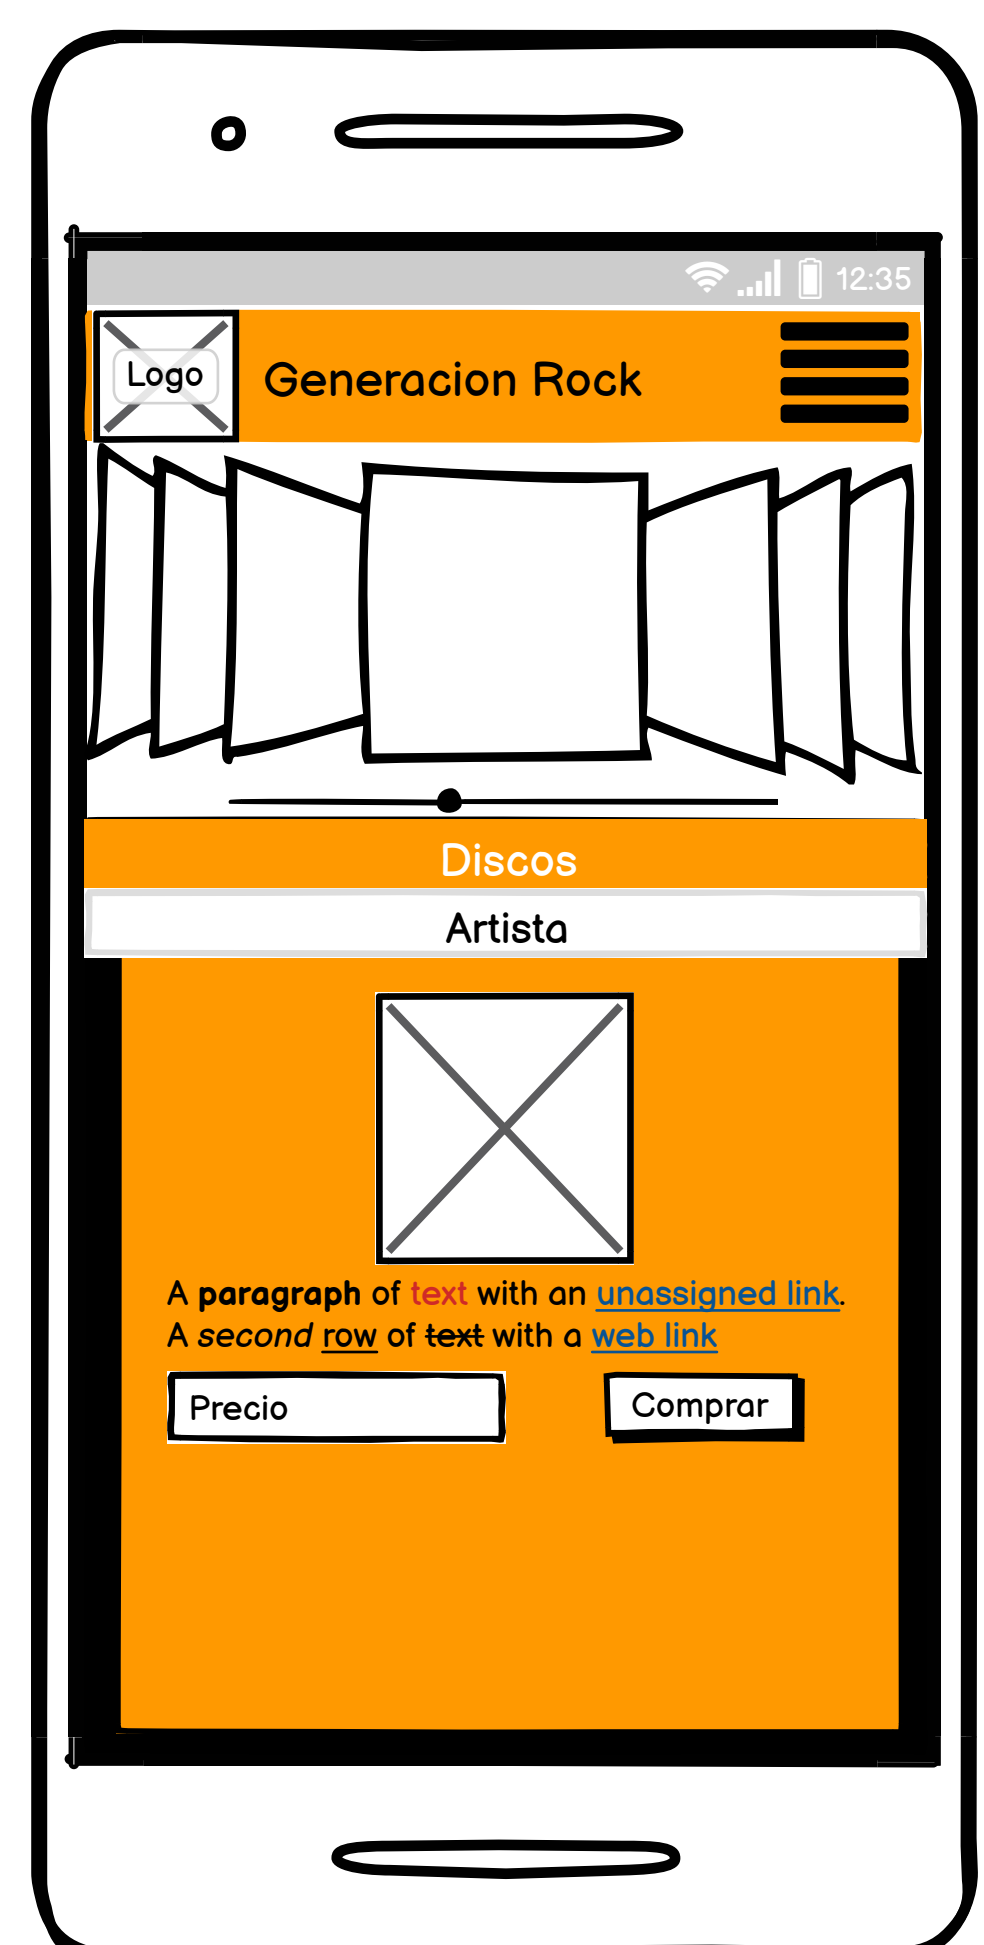 12:35
Logo
Generacion Rock
Discos
Artista
A paragraph of text with an unassigned link.
A second row of text with a web link
Precio
Comprar